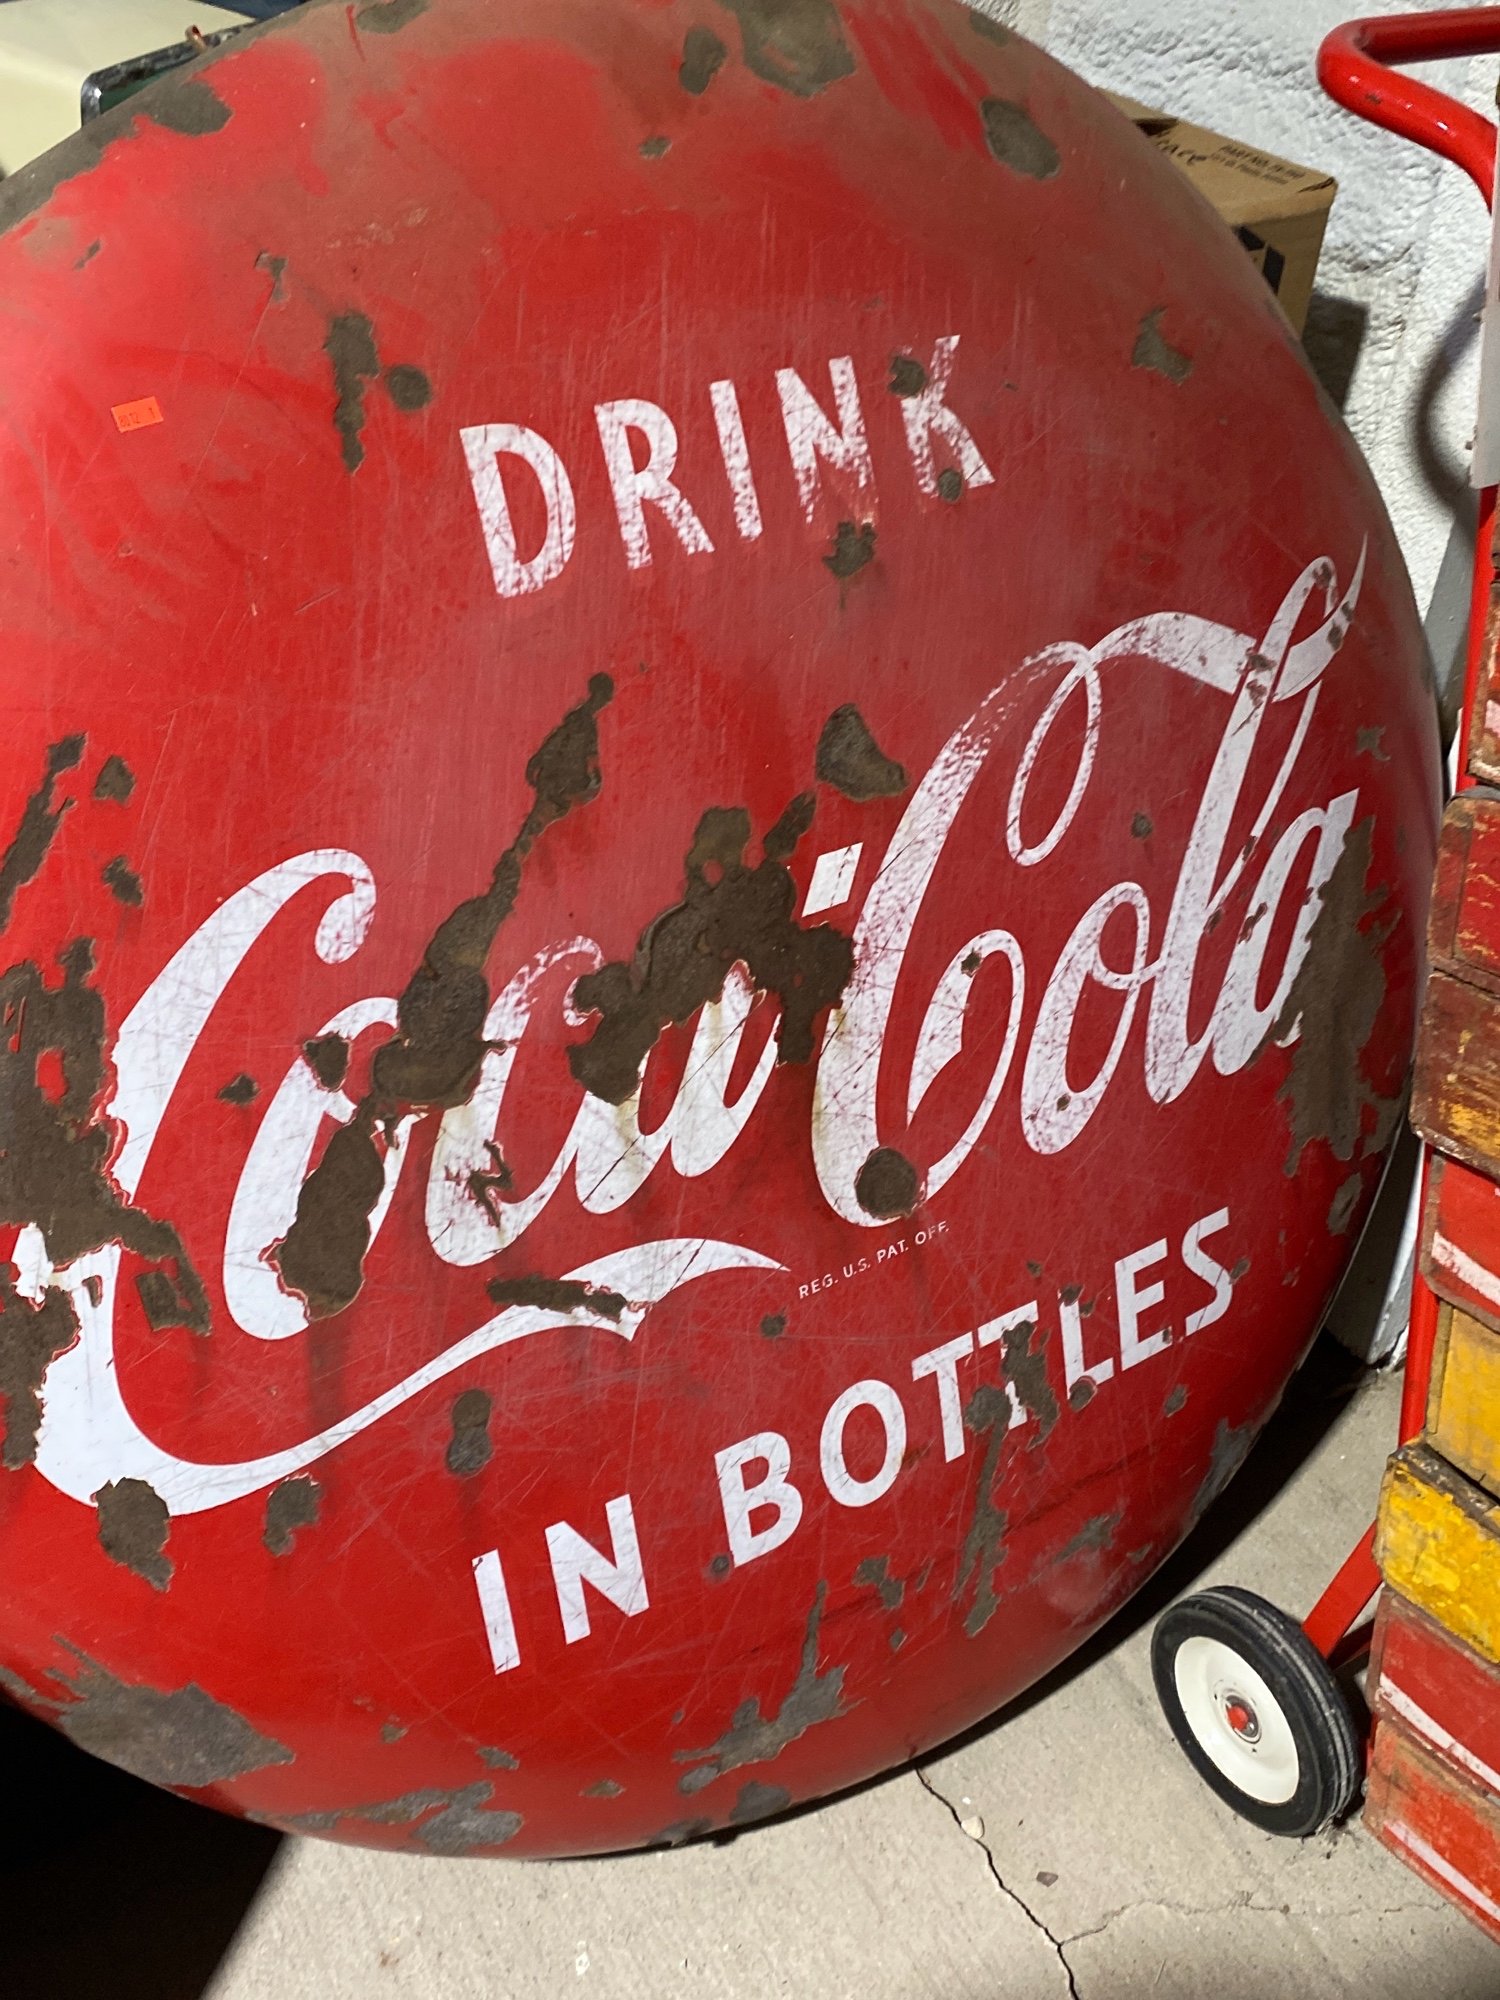 DRINK
Coca-Cola
REG. U.S. PAT. OFF.
IN BOTTLES